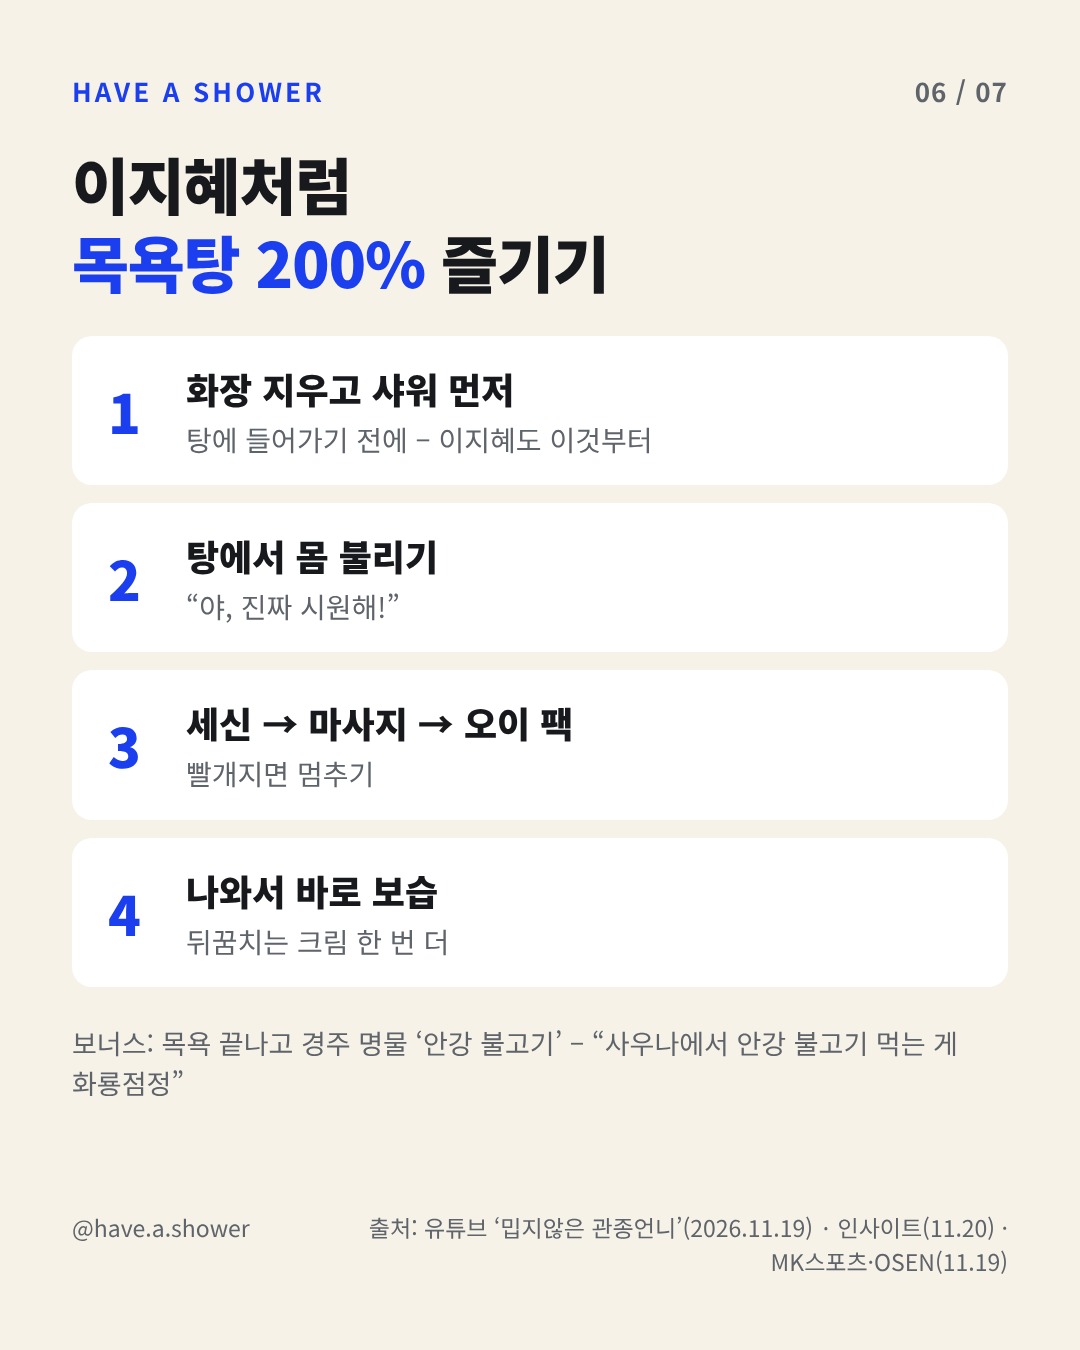 HAVE A SHOWER
06 / 07
이지혜처럼
목욕탕 200% 즐기기
1
화장 지우고 샤워 먼저
탕에 들어가기 전에 – 이지혜도 이것부터
2
탕에서 몸 불리기
“야, 진짜 시원해!”
3
세신 → 마사지 → 오이 팩
빨개지면 멈추기
4
나와서 바로 보습
뒤꿈치는 크림 한 번 더
보너스: 목욕 끝나고 경주 명물 ‘안강 불고기’ – “사우나에서 안강 불고기 먹는 게
화룡점정”
@have.a.shower
출처: 유튜브 ‘밉지않은 관종언니’(2026.11.19) · 인사이트(11.20) ·
MK스포츠·OSEN(11.19)